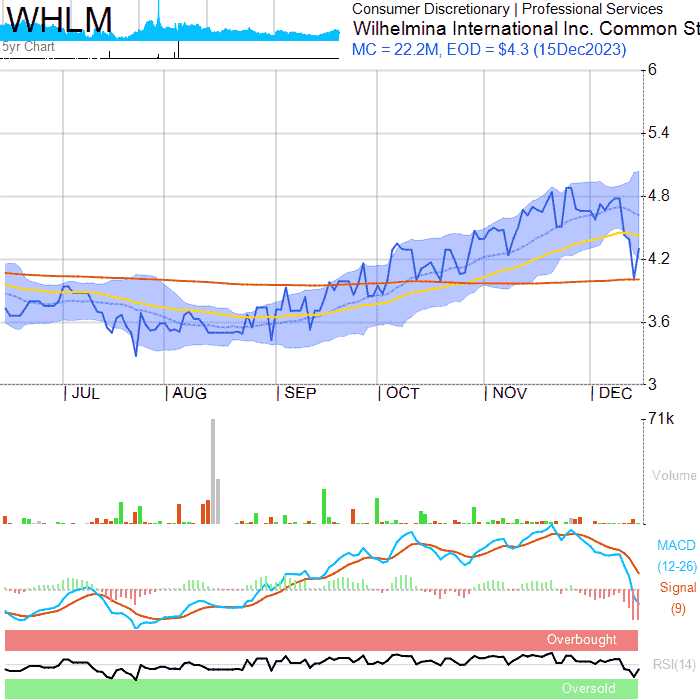 WHLM
5yr Chart
Consumer Discretionary | Professional Services
Wilhelmina International Inc. Common St
MC = 22.2M, EOD = $4.3 (15Dec2023)
6
5.4
4.8
4.2
3.6
3
JUL AUG SEP OCT NOV DEC
71k
Volume
MACD
(12-26)
Signal
(9)
Overbought
RSI(14)
Oversold